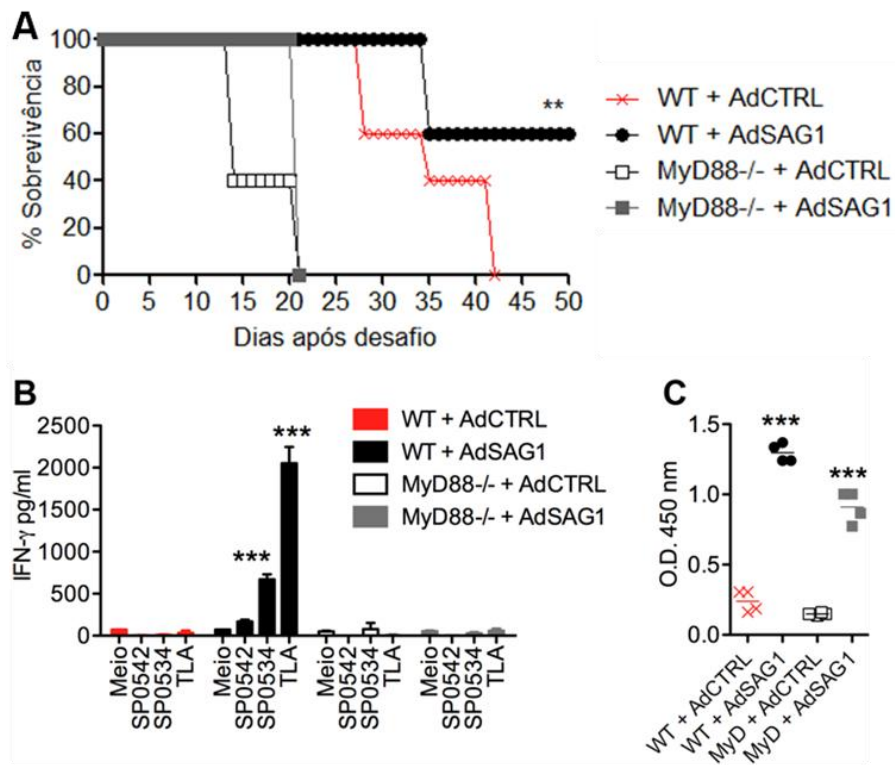 A
% Sobrevivência
100
80
60
40
20
0
0 5 10 15 20 25 30 35 40 45 50
Dias após desafio
**
WT + AdCTRL
WT + AdSAG1
MyD88-/- + AdCTRL
MyD88-/- + AdSAG1
B
IFN-γ pg/ml
2500
2000
1500
1000
500
0
***
***
WT + AdCTRL
WT + AdSAG1
MyD88-/- + AdCTRL
MyD88-/- + AdSAG1
Meio
SP0542
SP0534
TLA
Meio
SP0542
SP0534
TLA
Meio
SP0542
SP0534
TLA
Meio
SP0542
SP0534
TLA
C
O.D. 450 nm
1.5
1.0
0.5
0.0
***
***
WT + AdCTRL
WT + AdSAG1
MyD + AdCTRL
MyD + AdSAG1